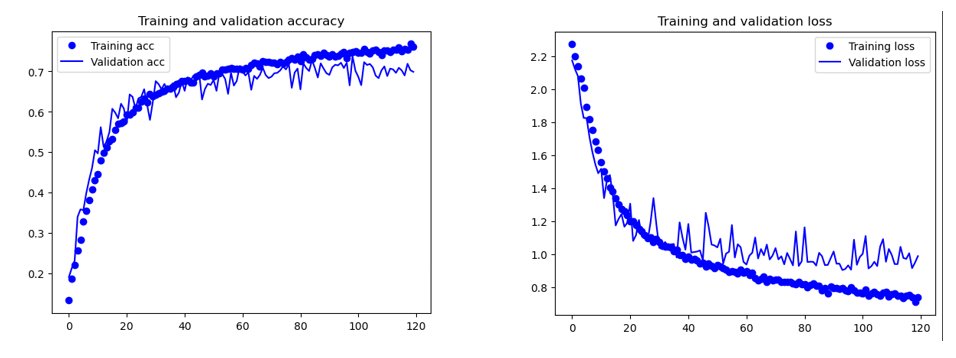 Training and validation accuracy
Training acc
Validation acc
0.7
0.6
0.5
0.4
0.3
0.2
0 20 40 60 80 100 120
Training and validation loss
Training loss
Validation loss
2.2
2.0
1.8
1.6
1.4
1.2
1.0
0.8
0 20 40 60 80 100 120